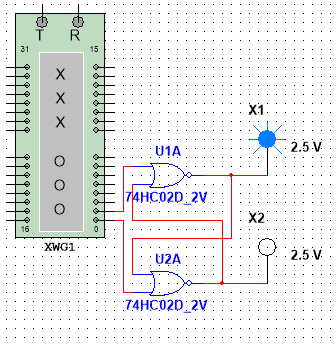 T R
31 15
X
X
X
O
O
O
16 0
XWG1
U1A
74HC02D_2V
U2A
74HC02D_2V
X1
2.5 V
X2
2.5 V